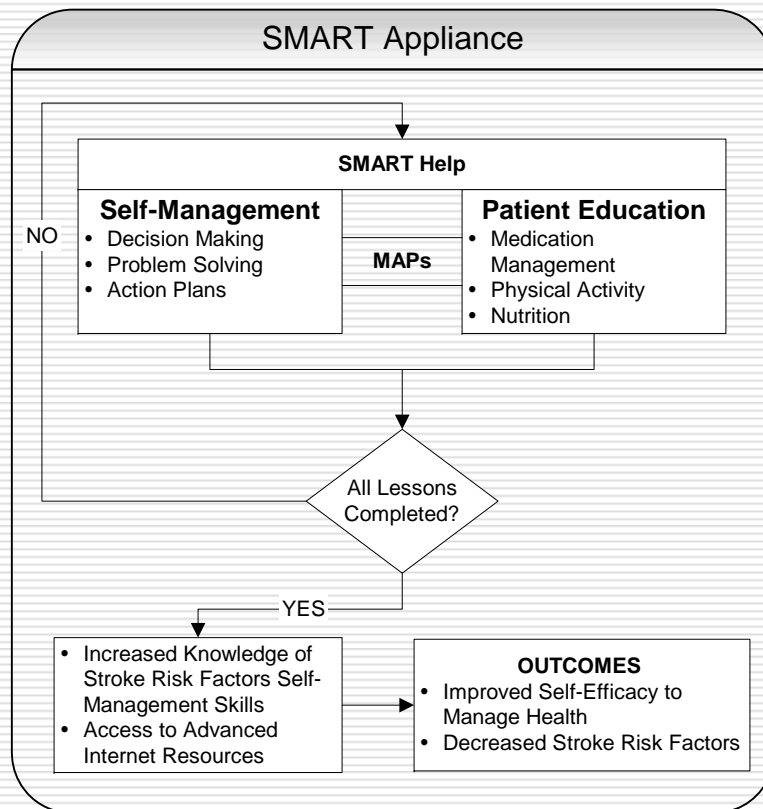 SMART Appliance
SMART Help
Self-Management
• Decision Making
• Problem Solving
• Action Plans
MAPs
Patient Education
• Medication
Management
• Physical Activity
• Nutrition
NO
All Lessons
Completed?
YES
• Increased Knowledge of
Stroke Risk Factors Self-
Management Skills
• Access to Advanced
Internet Resources
OUTCOMES
• Improved Self-Efficacy to
Manage Health
• Decreased Stroke Risk Factors